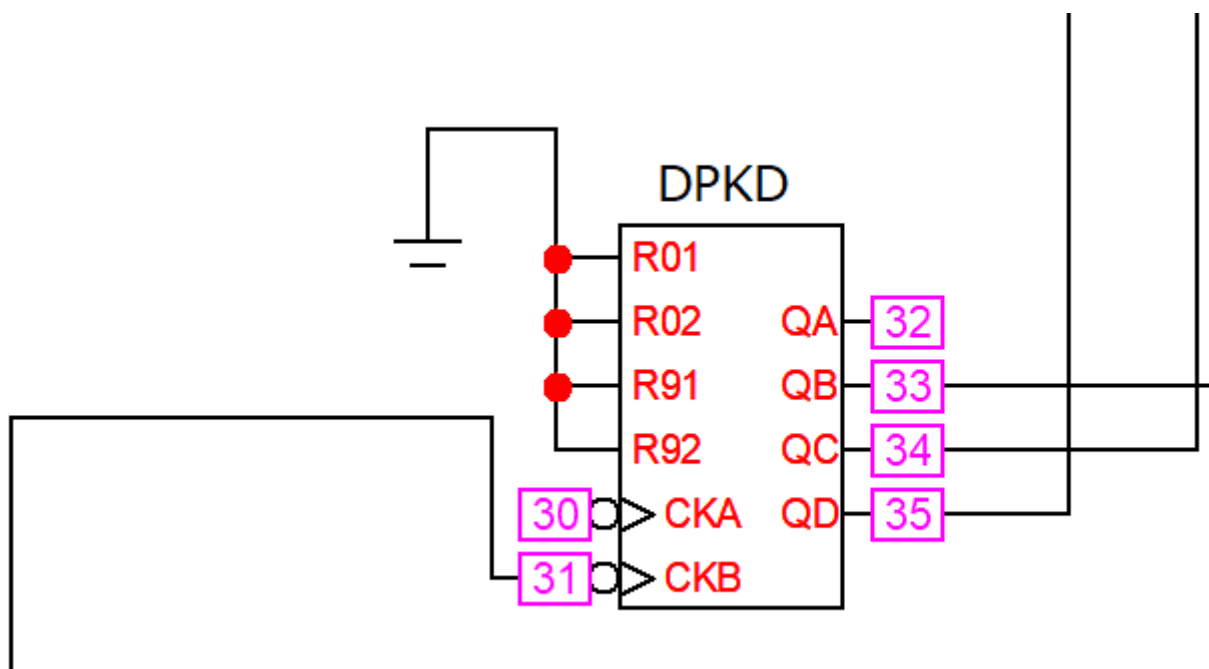 DPKD
R01
R02 QA 32
R91 QB 33
R92 QC 34
30 CKA QD 35
31 CKB